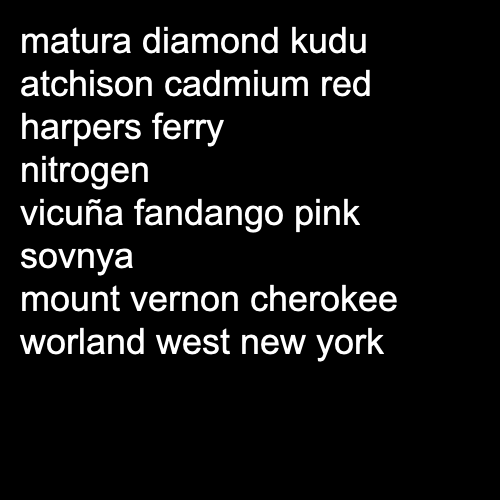 matura diamond kudu
atchison cadmium red
harpers ferry
nitrogen
vicuña fandango pink
sovnya
mount vernon cherokee
worland west new york